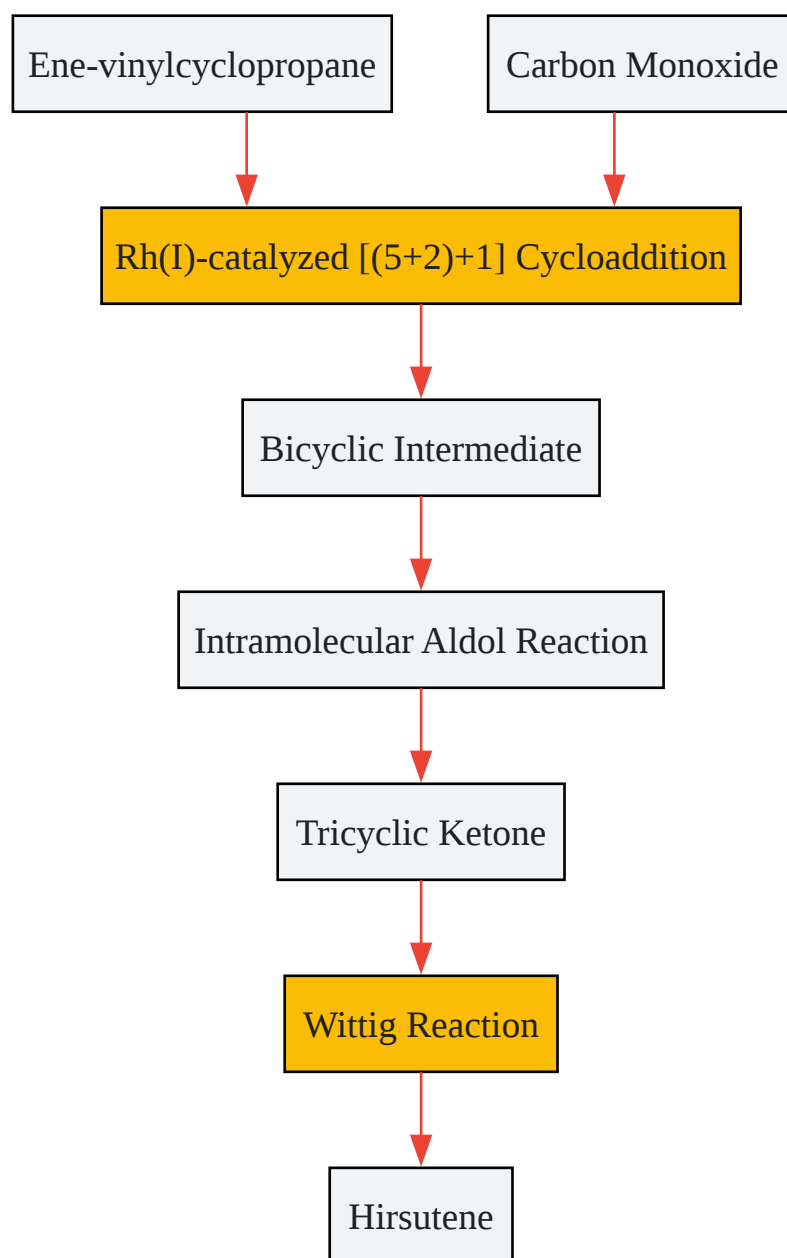 Ene-vinylcyclopropane
Carbon Monoxide
Rh(I)-catalyzed [(5+2)+1] Cycloaddition
Bicyclic Intermediate
Intramolecular Aldol Reaction
Tricyclic Ketone
Wittig Reaction
Hirsutene